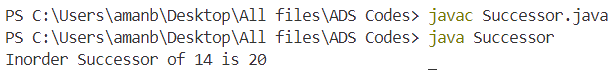 PS C:\Users\amanb\Desktop\All files\ADS Codes> javac Successor.java
PS C:\Users\amanb\Desktop\All files\ADS Codes> java Successor
Inorder Successor of 14 is 20